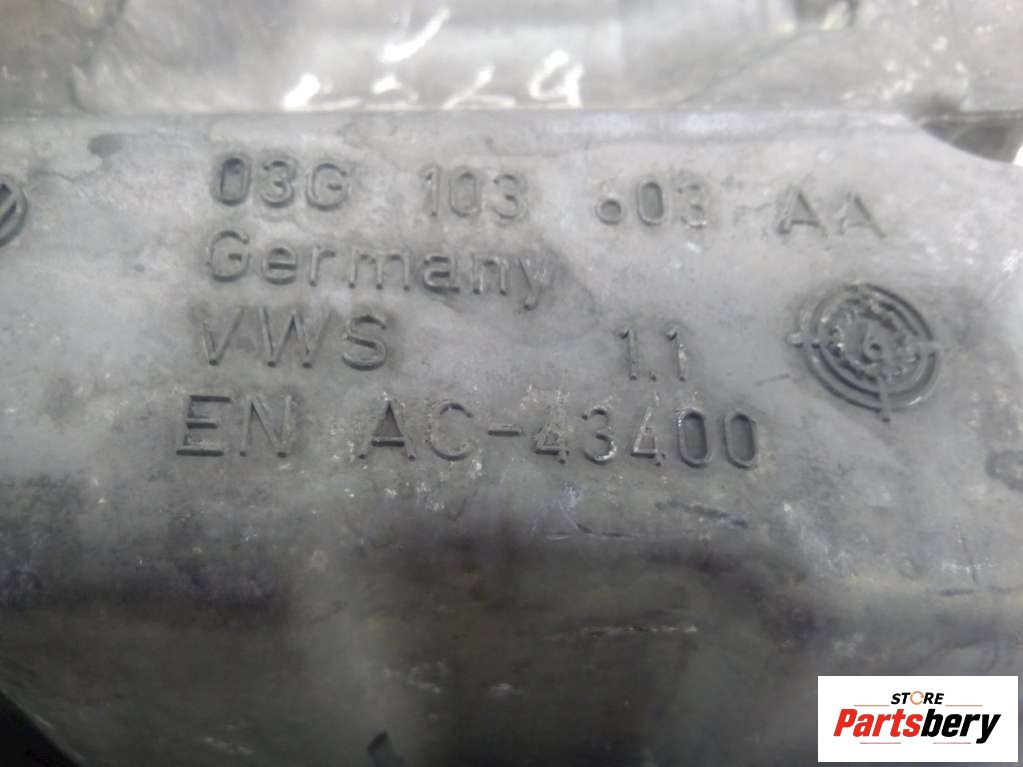 03G 103 603 AA
Germany
VWS 1.1
EN AC-43400
STORE
Partsbery